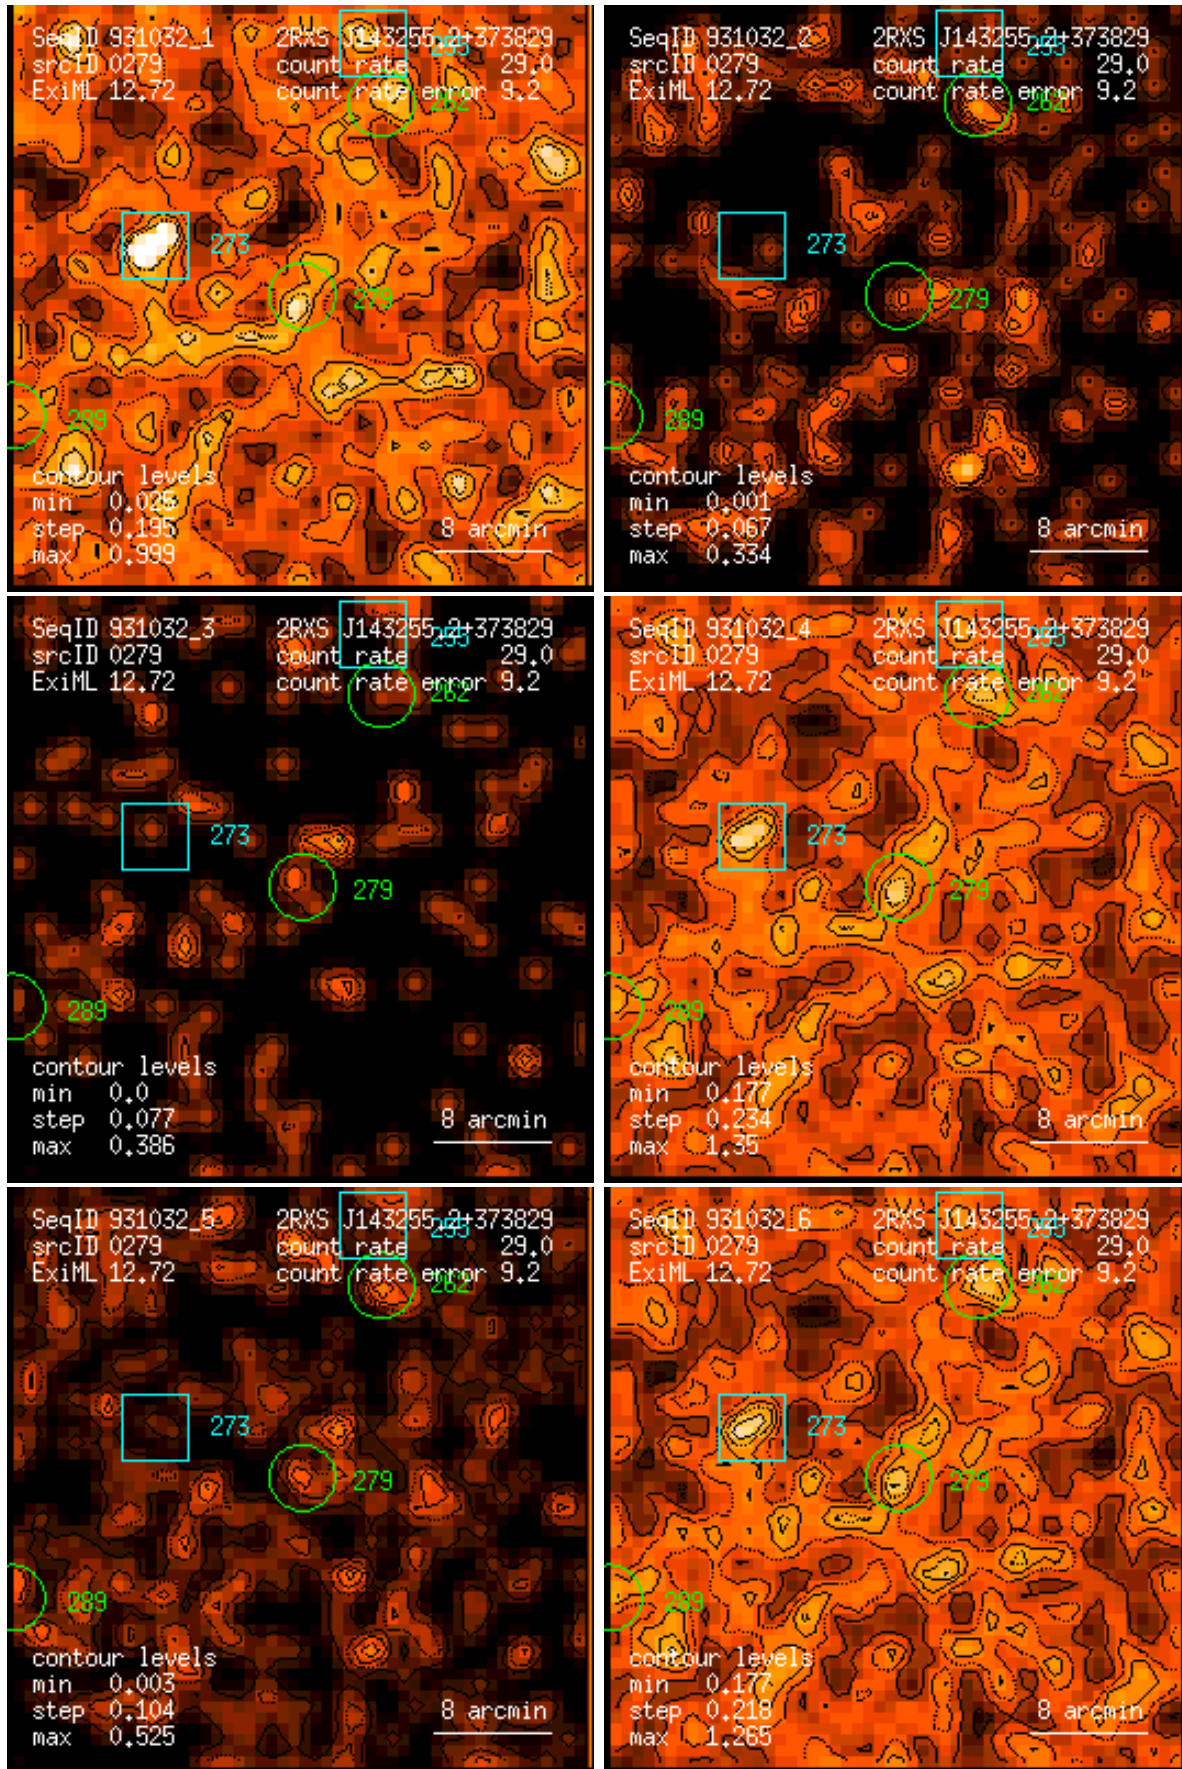 SeqID 931032_1 2RXS J143255.2+373829
srcID 0279 count rate 29.0
ExiML 12.72 count rate error 9.2
262
273
279
289
contour levels
min 0.025
step 0.195
max 0.999
8 arcmin
SeqID 931032_2 2RXS J143255.2+373829
srcID 0279 count rate 29.0
ExiML 12.72 count rate error 9.2
262
273
279
289
contour levels
min 0.001
step 0.067
max 0.334
8 arcmin
SeqID 931032_3 2RXS J143255.2+373829
srcID 0279 count rate 29.0
ExiML 12.72 count rate error 9.2
262
273
279
289
contour levels
min 0.0
step 0.077
max 0.386
8 arcmin
SeqID 931032_4 2RXS J143255.2+373829
srcID 0279 count rate 29.0
ExiML 12.72 count rate error 9.2
262
273
279
289
contour levels
min 0.177
step 0.234
max 1.35
8 arcmin
SeqID 931032_5 2RXS J143255.2+373829
srcID 0279 count rate 29.0
ExiML 12.72 count rate error 9.2
262
273
279
289
contour levels
min 0.003
step 0.104
max 0.525
8 arcmin
SeqID 931032_6 2RXS J143255.2+373829
srcID 0279 count rate 29.0
ExiML 12.72 count rate error 9.2
262
273
279
289
contour levels
min 0.177
step 0.218
max 1.265
8 arcmin